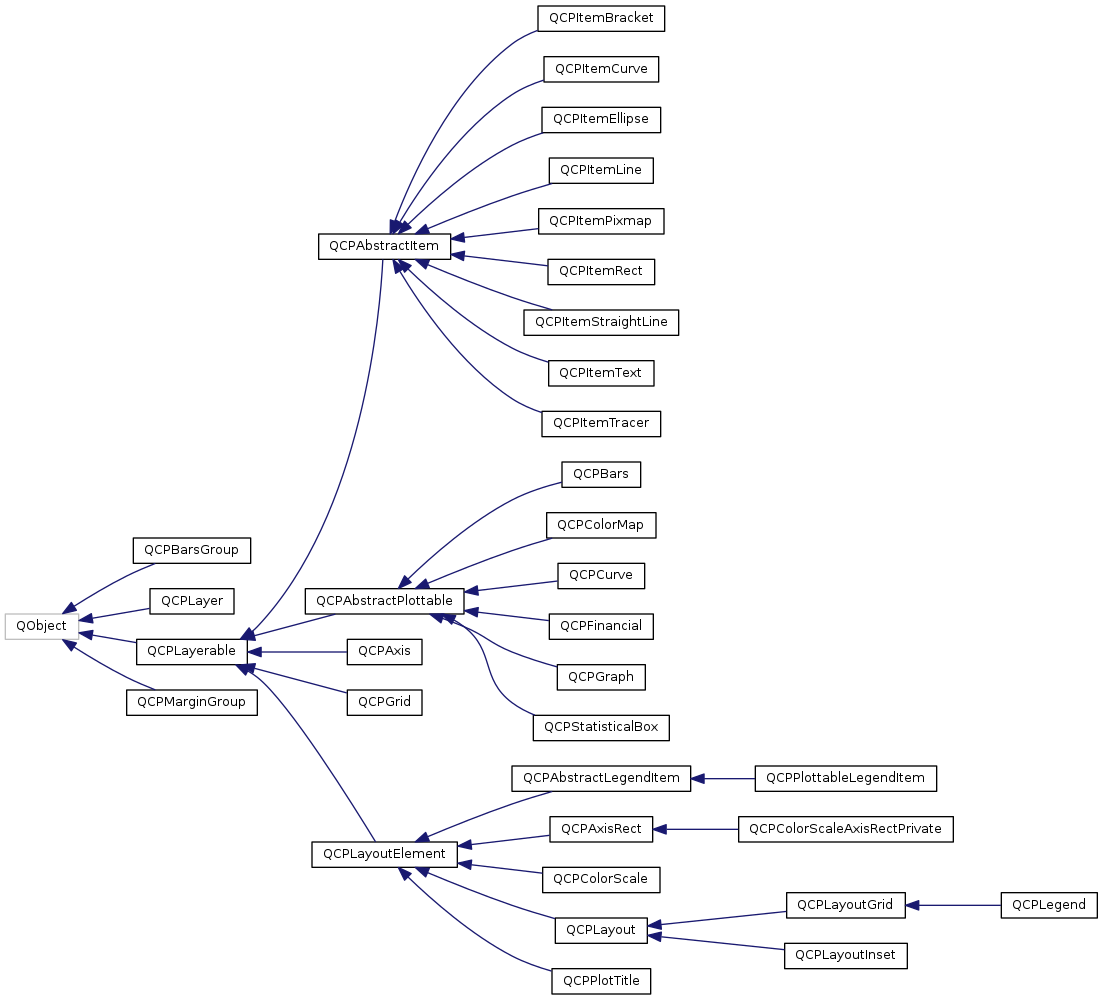 QCPItemBracket
QCPItemCurve
QCPItemEllipse
QCPItemLine
QCPItemPixmap
QCPAbstractItem
QCPItemRect
QCPItemStraightLine
QCPItemText
QCPItemTracer
QCPBars
QCPColorMap
QCPBarsGroup
QCPCurve
QCPLayer
QCPAbstractPlottable
QObject
QCPFinancial
QCPLayerable
QCPAxis
QCPGraph
QCPMarginGroup
QCPGrid
QCPStatisticalBox
QCPAbstractLegendItem
QCPPlottableLegendItem
QCPAxisRect
QCPColorScaleAxisRectPrivate
QCPLayoutElement
QCPColorScale
QCPLayoutGrid
QCPLegend
QCPLayout
QCPLayoutInset
QCPPlotTitle